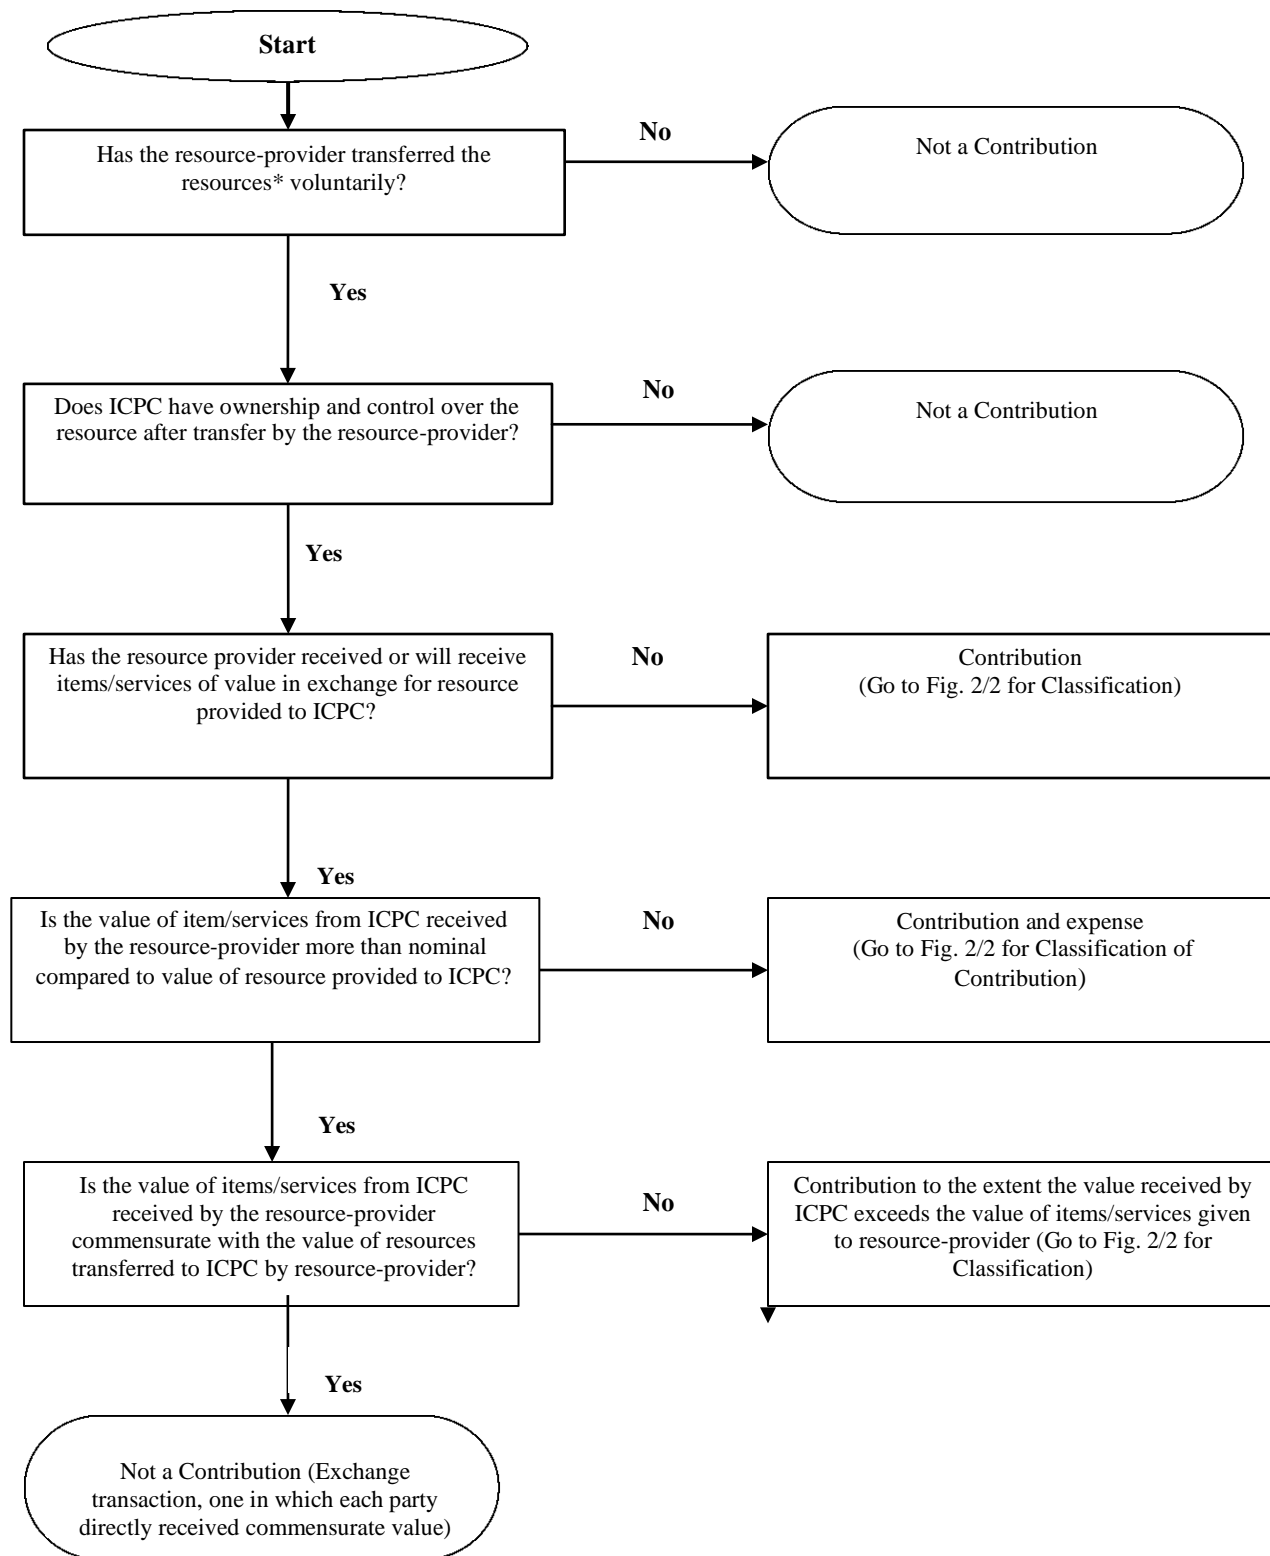 Start
No
Has the resource-provider transferred the
resources* voluntarily?
Not a Contribution
Yes
No
Does ICPC have ownership and control over the
resource after transfer by the resource-provider?
Not a Contribution
Yes
No
Has the resource provider received or will receive
items/services of value in exchange for resource
provided to ICPC?
Contribution
(Go to Fig. 2/2 for Classification)
Yes
No
Is the value of item/services from ICPC received
by the resource-provider more than nominal
compared to value of resource provided to ICPC?
Contribution and expense
(Go to Fig. 2/2 for Classification of
Contribution)
Yes
No
Is the value of items/services from ICPC
received by the resource-provider
commensurate with the value of resources
transferred to ICPC by resource-provider?
Contribution to the extent the value received by
ICPC exceeds the value of items/services given
to resource-provider (Go to Fig. 2/2 for
Classification)
Yes
Not a Contribution (Exchange
transaction, one in which each party
directly received commensurate value)